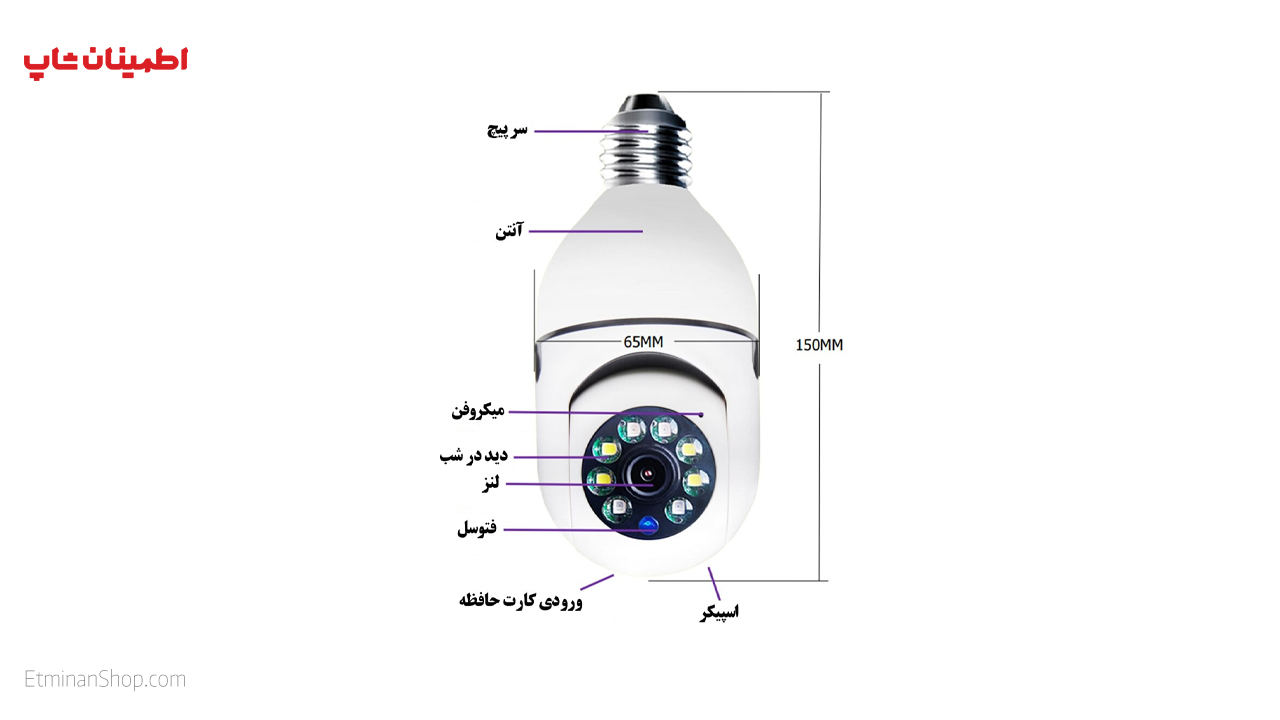 اطمینان شاپ
سرپیچ
آنتن
65MM
150MM
میکروفن
دید در شب
لنز
فتوسل
ورودی کارت حافظه
اسپیکر
EtminanShop.com